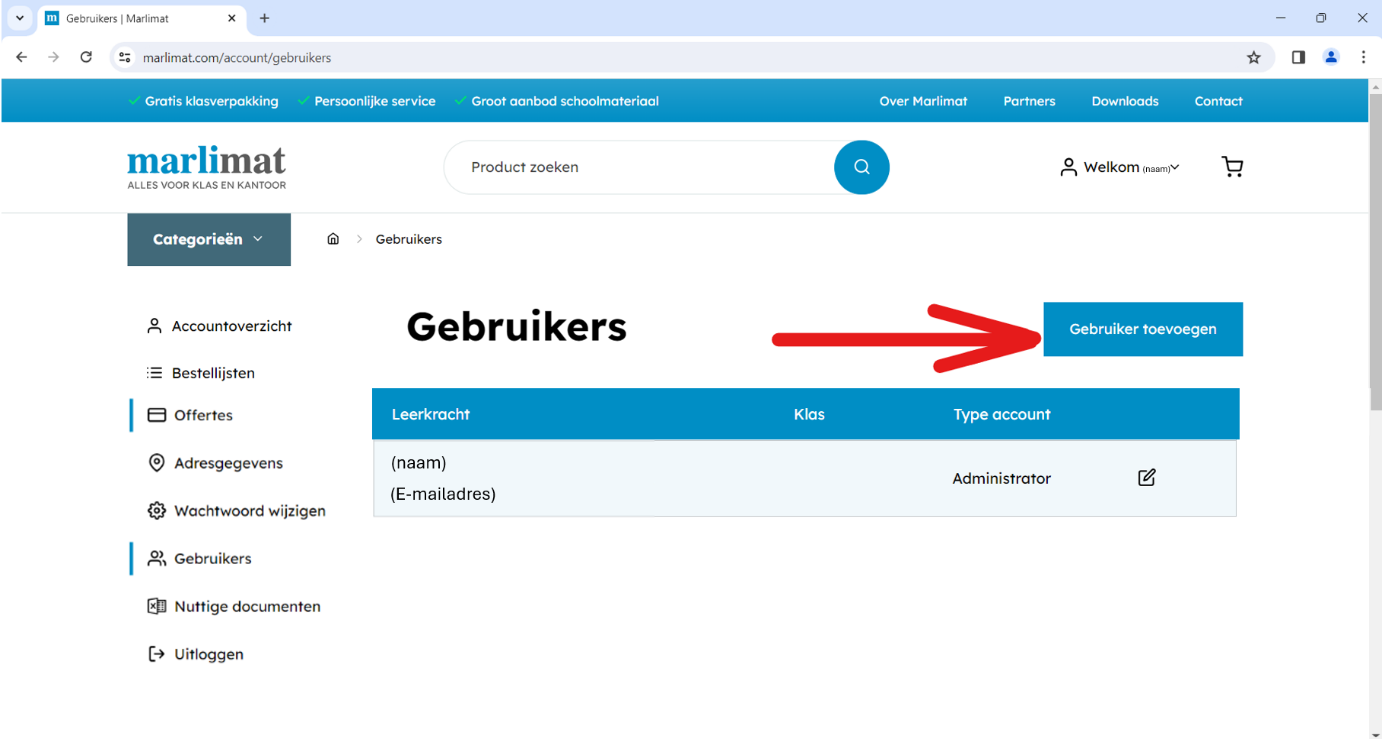 Gebruikers | Marlimat
marlimat.com/account/gebruikers
Gratis klasverpakking Persoonlijke service Groot aanbod schoolmateriaal Over Marlimat Partners Downloads Contact
marlimat
ALLES VOOR KLAS EN KANTOOR
Product zoeken
Welkom (naam)
Categorieën
Gebruikers
Accountoverzicht
Bestellijsten
Offertes
Adresgegevens
Wachtwoord wijzigen
Gebruikers
Nuttige documenten
Uitloggen
Gebruikers
Gebruiker toevoegen
Leerkracht Klas Type account
(naam)
(E-mailadres)
Administrator